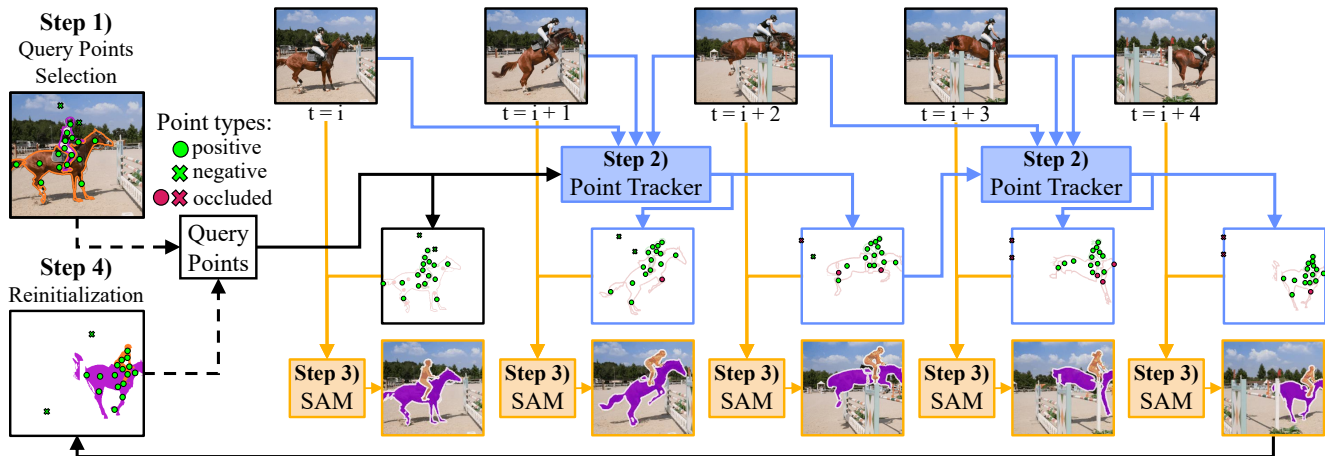 Step 1)
Query Points
Selection
Point types:
positive
negative
occluded
t = i
t = i + 1
t = i + 2
t = i + 3
t = i + 4
Step 2)
Point Tracker
Step 2)
Point Tracker
Query
Points
Step 4)
Reinitialization
Step 3)
SAM
Step 3)
SAM
Step 3)
SAM
Step 3)
SAM
Step 3)
SAM